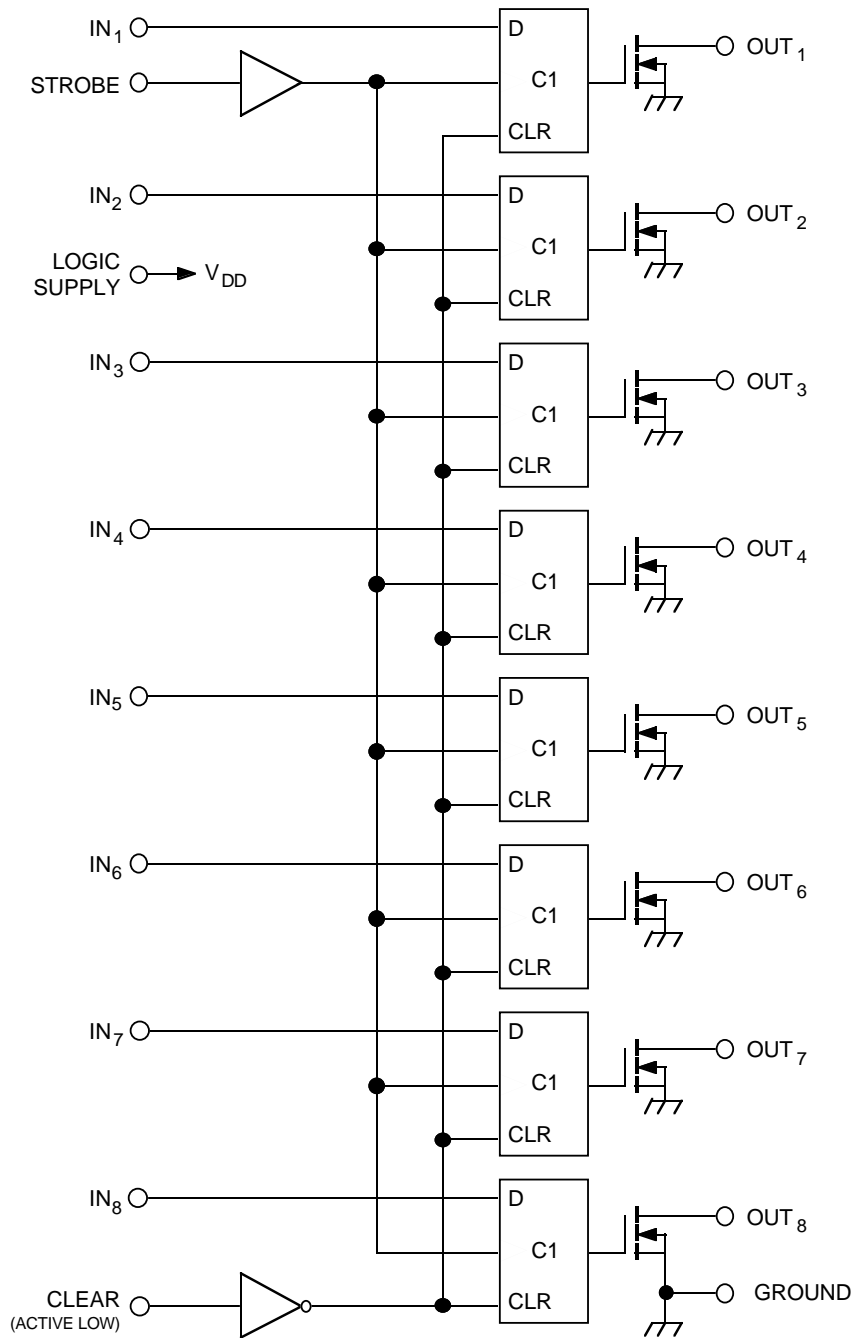 IN1
D
OUT1
STROBE
C1
CLR
IN2
D
OUT2
LOGIC
SUPPLY
VDD
C1
CLR
IN3
D
OUT3
C1
CLR
IN4
D
OUT4
C1
CLR
IN5
D
OUT5
C1
CLR
IN6
D
OUT6
C1
CLR
IN7
D
OUT7
C1
CLR
IN8
D
OUT8
C1
CLEAR
(ACTIVE LOW)
CLR
GROUND